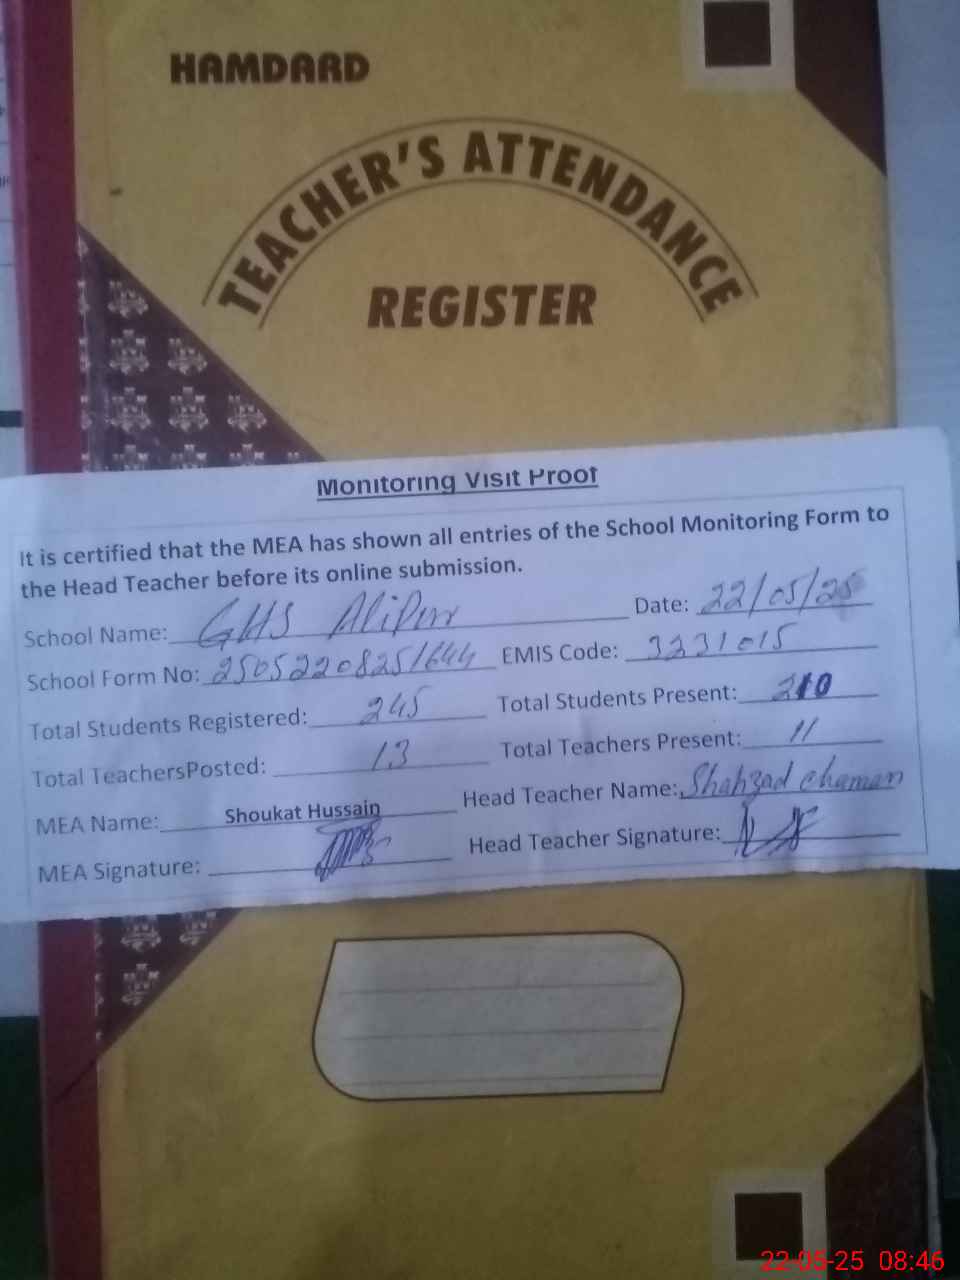 HAMDARD
TEACHER'S ATTENDANCE
REGISTER
Monitoring Visit Proof
It is certified that the MEA has shown all entries of the School Monitoring Form to
the Head Teacher before its online submission.
School Name: GHS AliPur Date: 22/05/25
School Form No: 25052208251644 EMIS Code: 3231015
Total Students Registered: 245 Total Students Present: 210
Total TeachersPosted: 13 Total Teachers Present: 11
MEA Name: Shoukat Hussain Head Teacher Name: Shahzad chaman
MEA Signature: Head Teacher Signature:
22-05-25 08:46